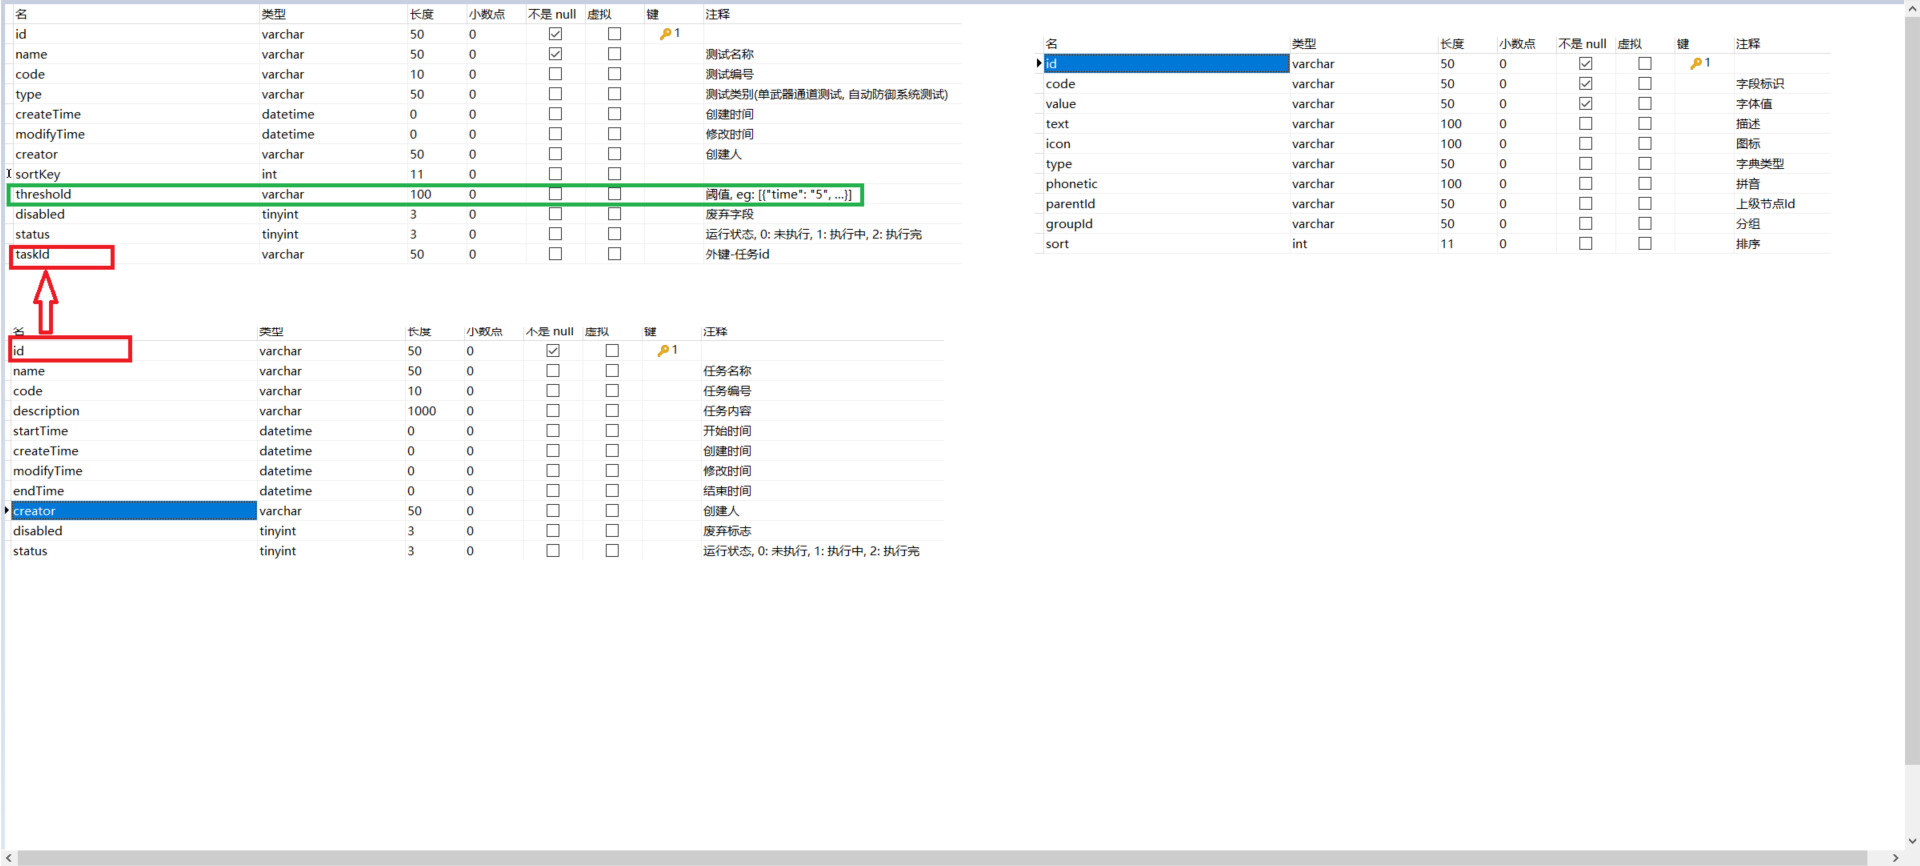 名 类型 长度 小数点 不是 null 虚拟 键 注释
id varchar 50 0 1
name varchar 50 0 测试名称
code varchar 10 0 测试编号
type varchar 50 0 测试类别(单武器通道测试, 自动防御系统测试)
createTime datetime 0 0 创建时间
modifyTime datetime 0 0 修改时间
creator varchar 50 0 创建人
sortKey int 11 0
threshold varchar 100 0 阈值, eg: [{"time": "5", ...}]
disabled tinyint 3 0 废弃字段
status tinyint 3 0 运行状态, 0: 未执行, 1: 执行中, 2: 执行完
taskId varchar 50 0 外键-任务id
名 类型 长度 小数点 不是 null 虚拟 键 注释
id varchar 50 0 1
name varchar 50 0 任务名称
code varchar 10 0 任务编号
description varchar 1000 0 任务内容
startTime datetime 0 0 开始时间
createTime datetime 0 0 创建时间
modifyTime datetime 0 0 修改时间
endTime datetime 0 0 结束时间
creator varchar 50 0 创建人
disabled tinyint 3 0 废弃标志
status tinyint 3 0 运行状态, 0: 未执行, 1: 执行中, 2: 执行完
名 类型 长度 小数点 不是 null 虚拟 键 注释
id varchar 50 0 1
code varchar 50 0 字段标识
value varchar 50 0 字体值
text varchar 100 0 描述
icon varchar 100 0 图标
type varchar 50 0 字典类型
phonetic varchar 100 0 拼音
parentId varchar 50 0 上级节点Id
groupId varchar 50 0 分组
sort int 11 0 排序